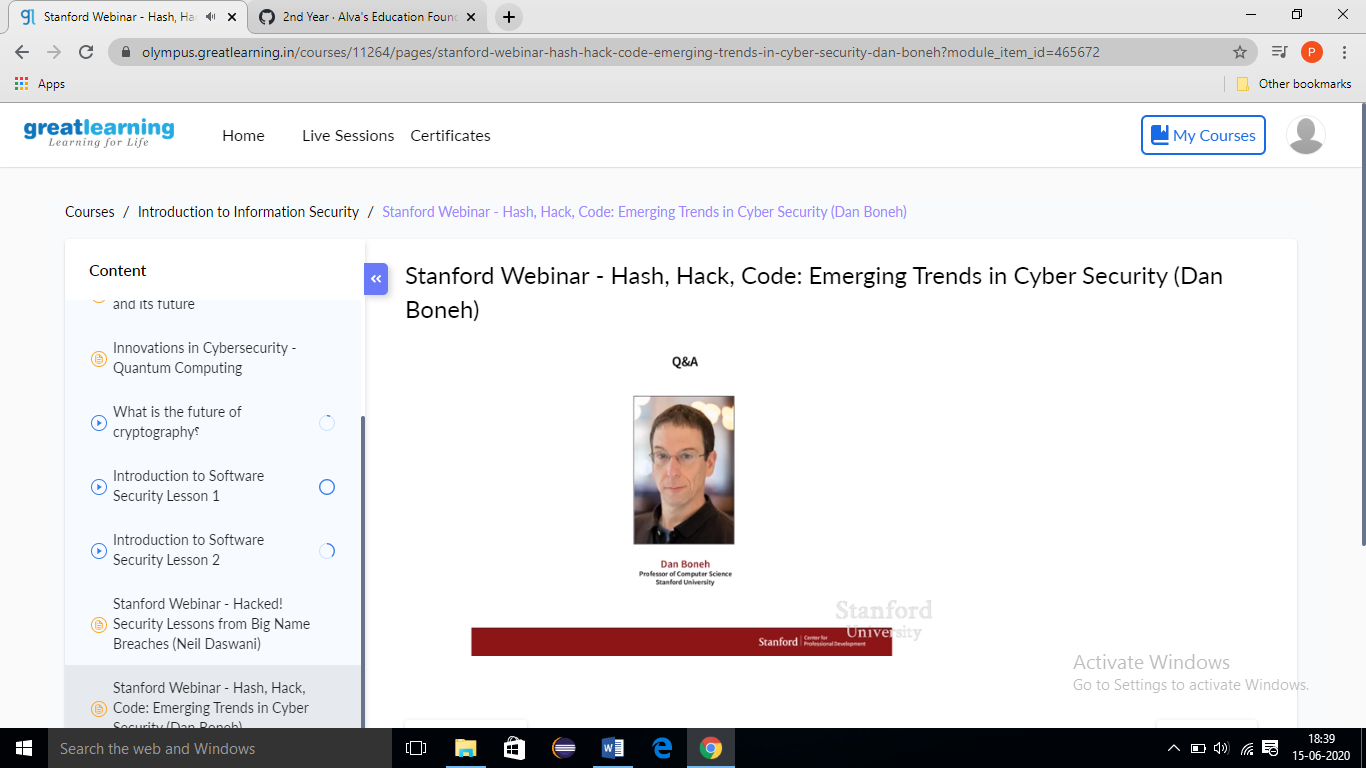 Stanford Webinar - Hash, Ha
2nd Year · Alva's Education Foun
olympus.greatlearning.in/courses/11264/pages/stanford-webinar-hash-hack-code-emerging-trends-in-cyber-security-dan-boneh?module_item_id=465672
P
Apps
Other bookmarks
greatlearning
Learning for Life
Home
Live Sessions
Certificates
My Courses
Courses / Introduction to Information Security / Stanford Webinar - Hash, Hack, Code: Emerging Trends in Cyber Security (Dan Boneh)
Content
and its future
Innovations in Cybersecurity -
Quantum Computing
What is the future of
cryptography؟
Introduction to Software
Security Lesson 1
Introduction to Software
Security Lesson 2
Stanford Webinar - Hacked!
Security Lessons from Big Name
Breaches (Neil Daswani)
Stanford Webinar - Hash, Hack,
Code: Emerging Trends in Cyber
Security (Dan Boneh)
Stanford Webinar - Hash, Hack, Code: Emerging Trends in Cyber Security (Dan
Boneh)
Q&A
Dan Boneh
Professor of Computer Science
Stanford University
Stanford
University
Stanford
Center for
Professional Development
Activate Windows
Go to Settings to activate Windows.
Search the web and Windows
18:39
15-06-2020